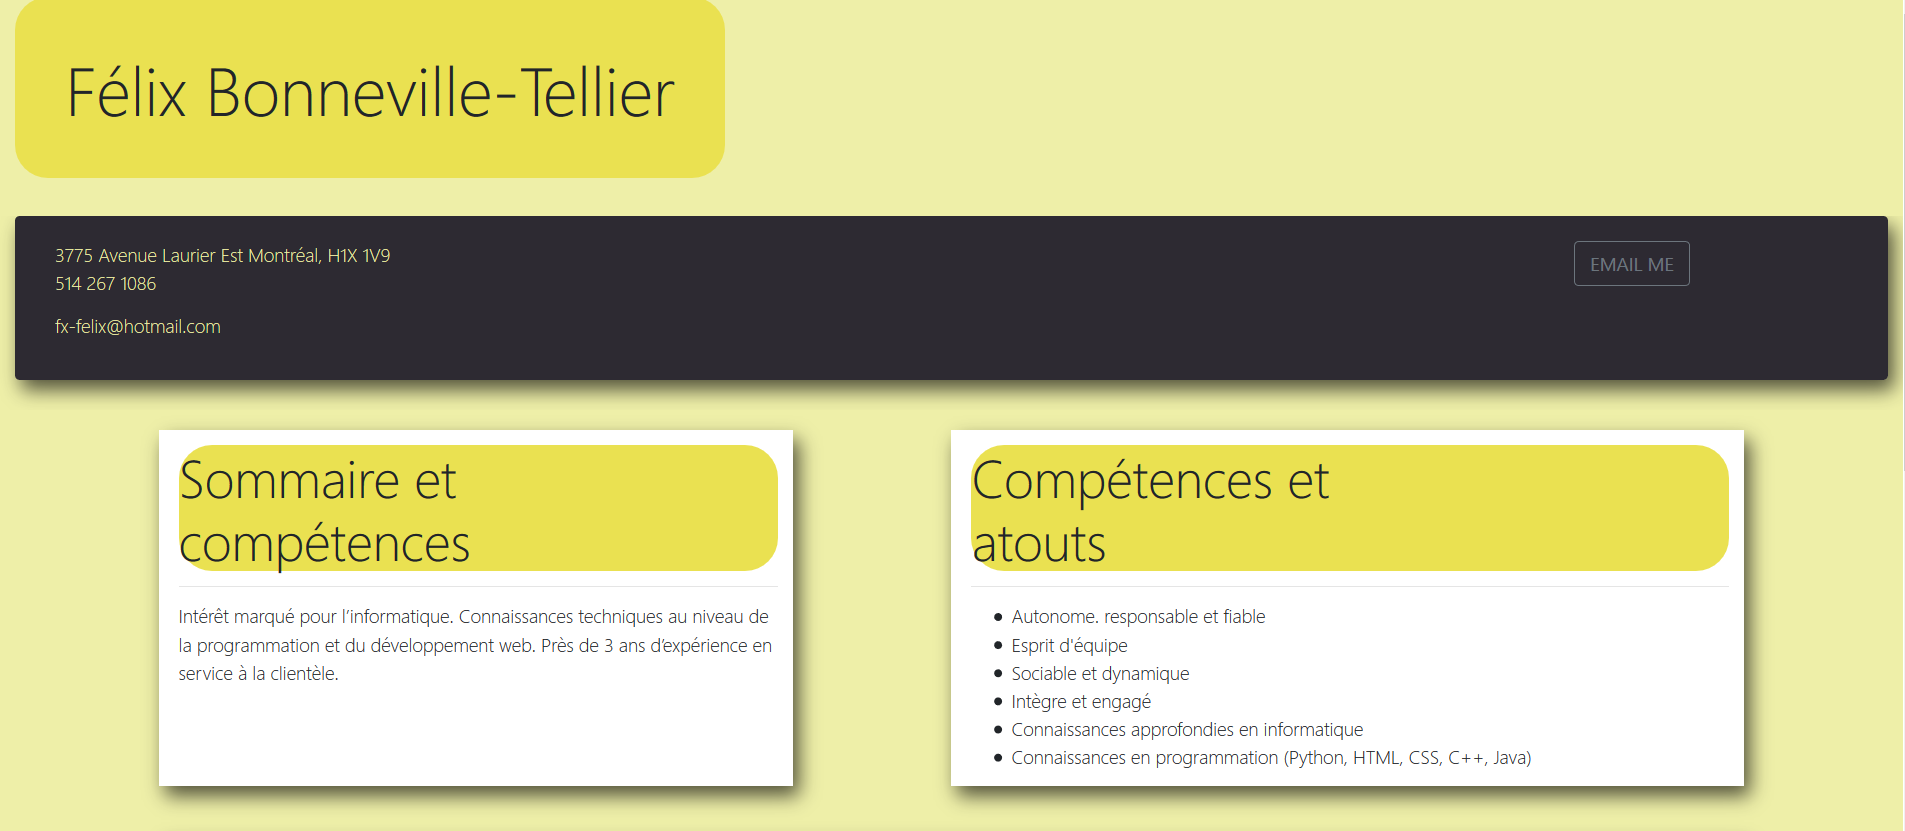 Félix Bonneville-Tellier
3775 Avenue Laurier Est Montréal, H1X 1V9
EMAIL ME
514 267 1086
fx-felix@hotmail.com
Sommaire et
compétences
Intérêt marqué pour l’informatique. Connaissances techniques au niveau de
la programmation et du développement web. Près de 3 ans d’expérience en
service à la clientèle.
Compétences et
atouts
Autonome. responsable et fiable
Esprit d'équipe
Sociable et dynamique
Intègre et engagé
Connaissances approfondies en informatique
Connaissances en programmation (Python, HTML, CSS, C++, Java)